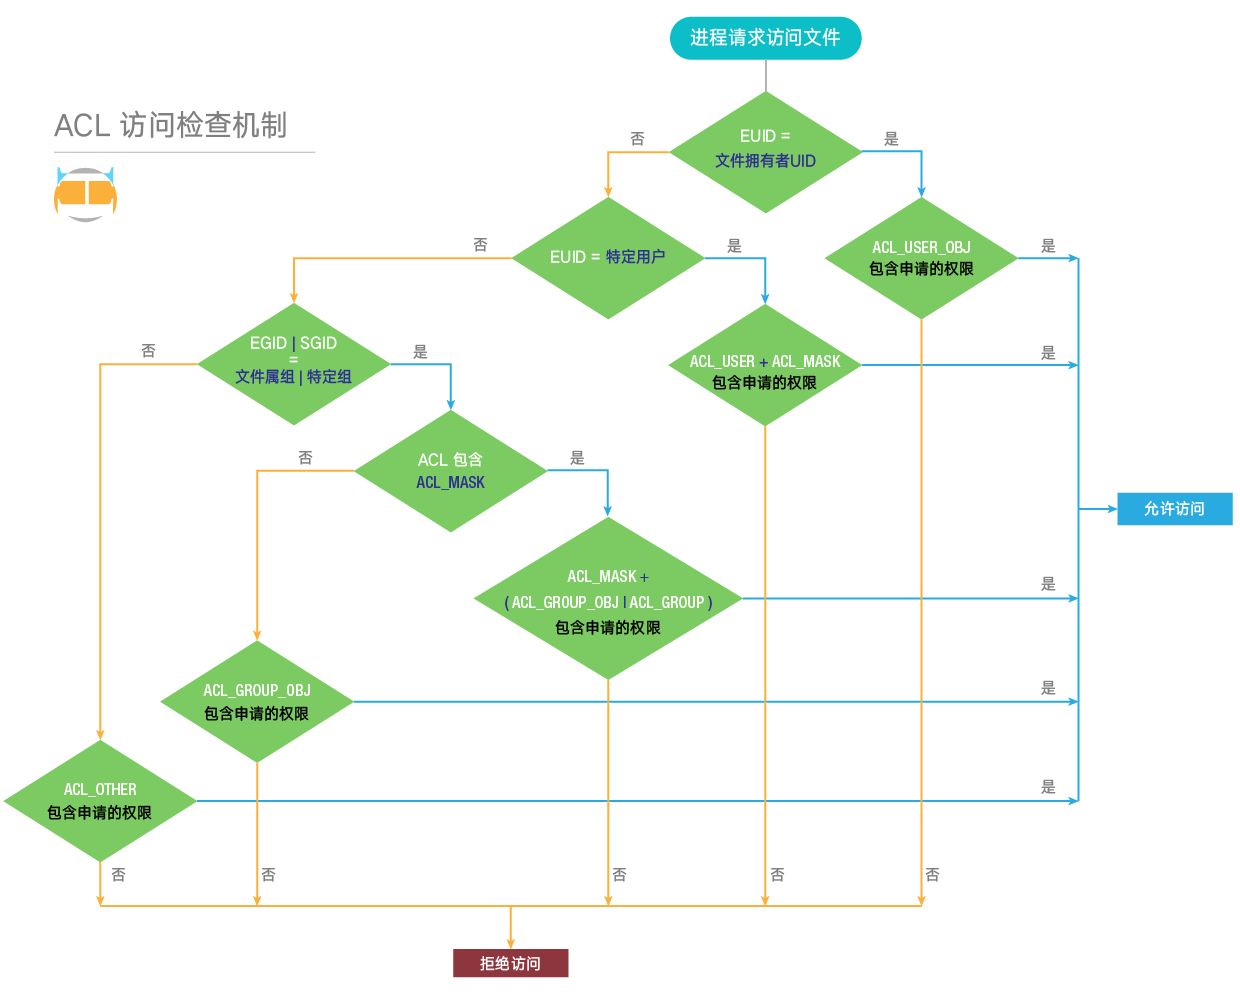 进程请求访问文件
ACL 访问检查机制
EUID =
文件拥有者UID
否
是
EUID = 特定用户
否
是
ACL_USER_OBJ
包含申请的权限
是
EGID | SGID
=
文件属组 | 特定组
否
是
ACL_USER + ACL_MASK
包含申请的权限
是
ACL 包含
ACL_MASK
否
是
允许访问
ACL_MASK +
( ACL_GROUP_OBJ | ACL_GROUP )
包含申请的权限
是
ACL_GROUP_OBJ
包含申请的权限
是
ACL_OTHER
包含申请的权限
是
否
否
否
否
否
拒绝访问